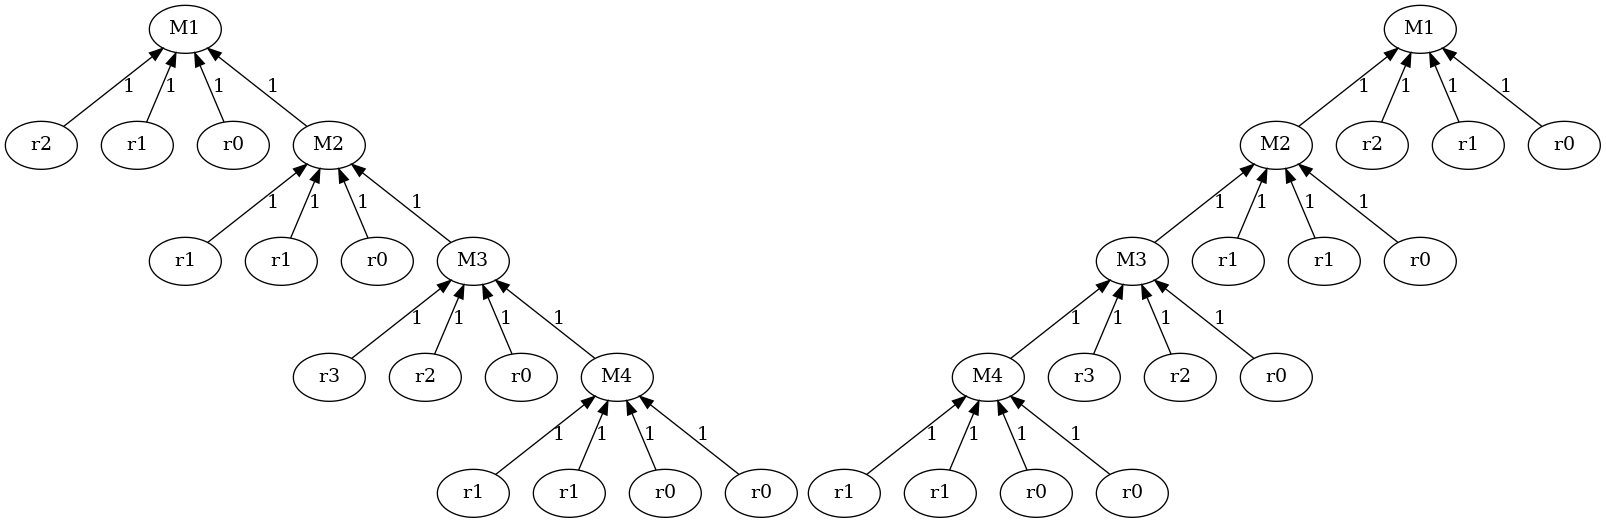 M1 M1
1 1 1 1 1 1 1 1
r2 r1 r0 M2 M2 r2 r1 r0
1 1 1 1 1 1 1 1
r1 r1 r0 M3 M3 r1 r1 r0
1 1 1 1 1 1 1 1
r3 r2 r0 M4 M4 r3 r2 r0
1 1 1 1 1 1 1 1
r1 r1 r0 r0 r1 r1 r0 r0